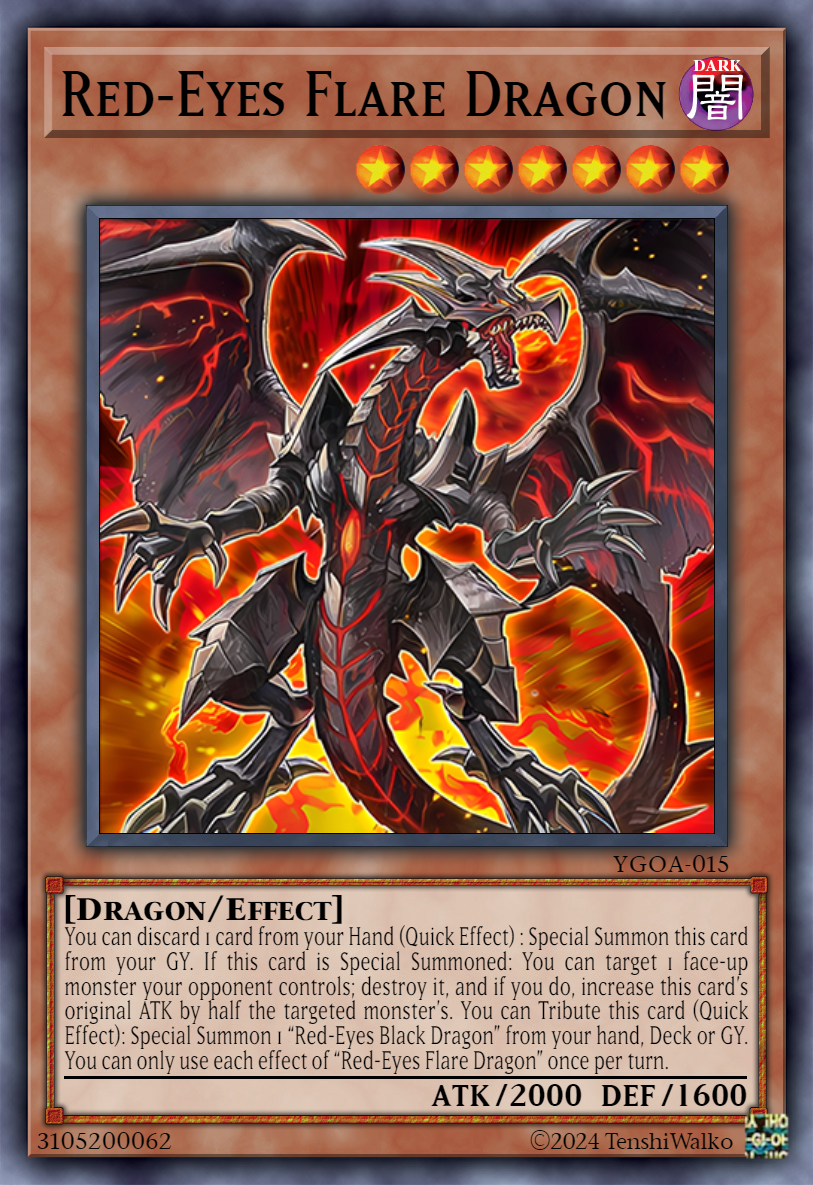 Red-Eyes Flare Dragon
DARK
闇
YGOA-015
[Dragon/Effect]
You can discard 1 card from your Hand (Quick Effect) : Special Summon this card
from your GY. If this card is Special Summoned: You can target 1 face-up
monster your opponent controls; destroy it, and if you do, increase this card's
original ATK by half the targeted monster's. You can Tribute this card (Quick
Effect): Special Summon 1 “Red-Eyes Black Dragon” from your hand, Deck or GY.
You can only use each effect of “Red-Eyes Flare Dragon” once per turn.
ATK/2000 DEF/1600
3105200062
©2024 TenshiWalko